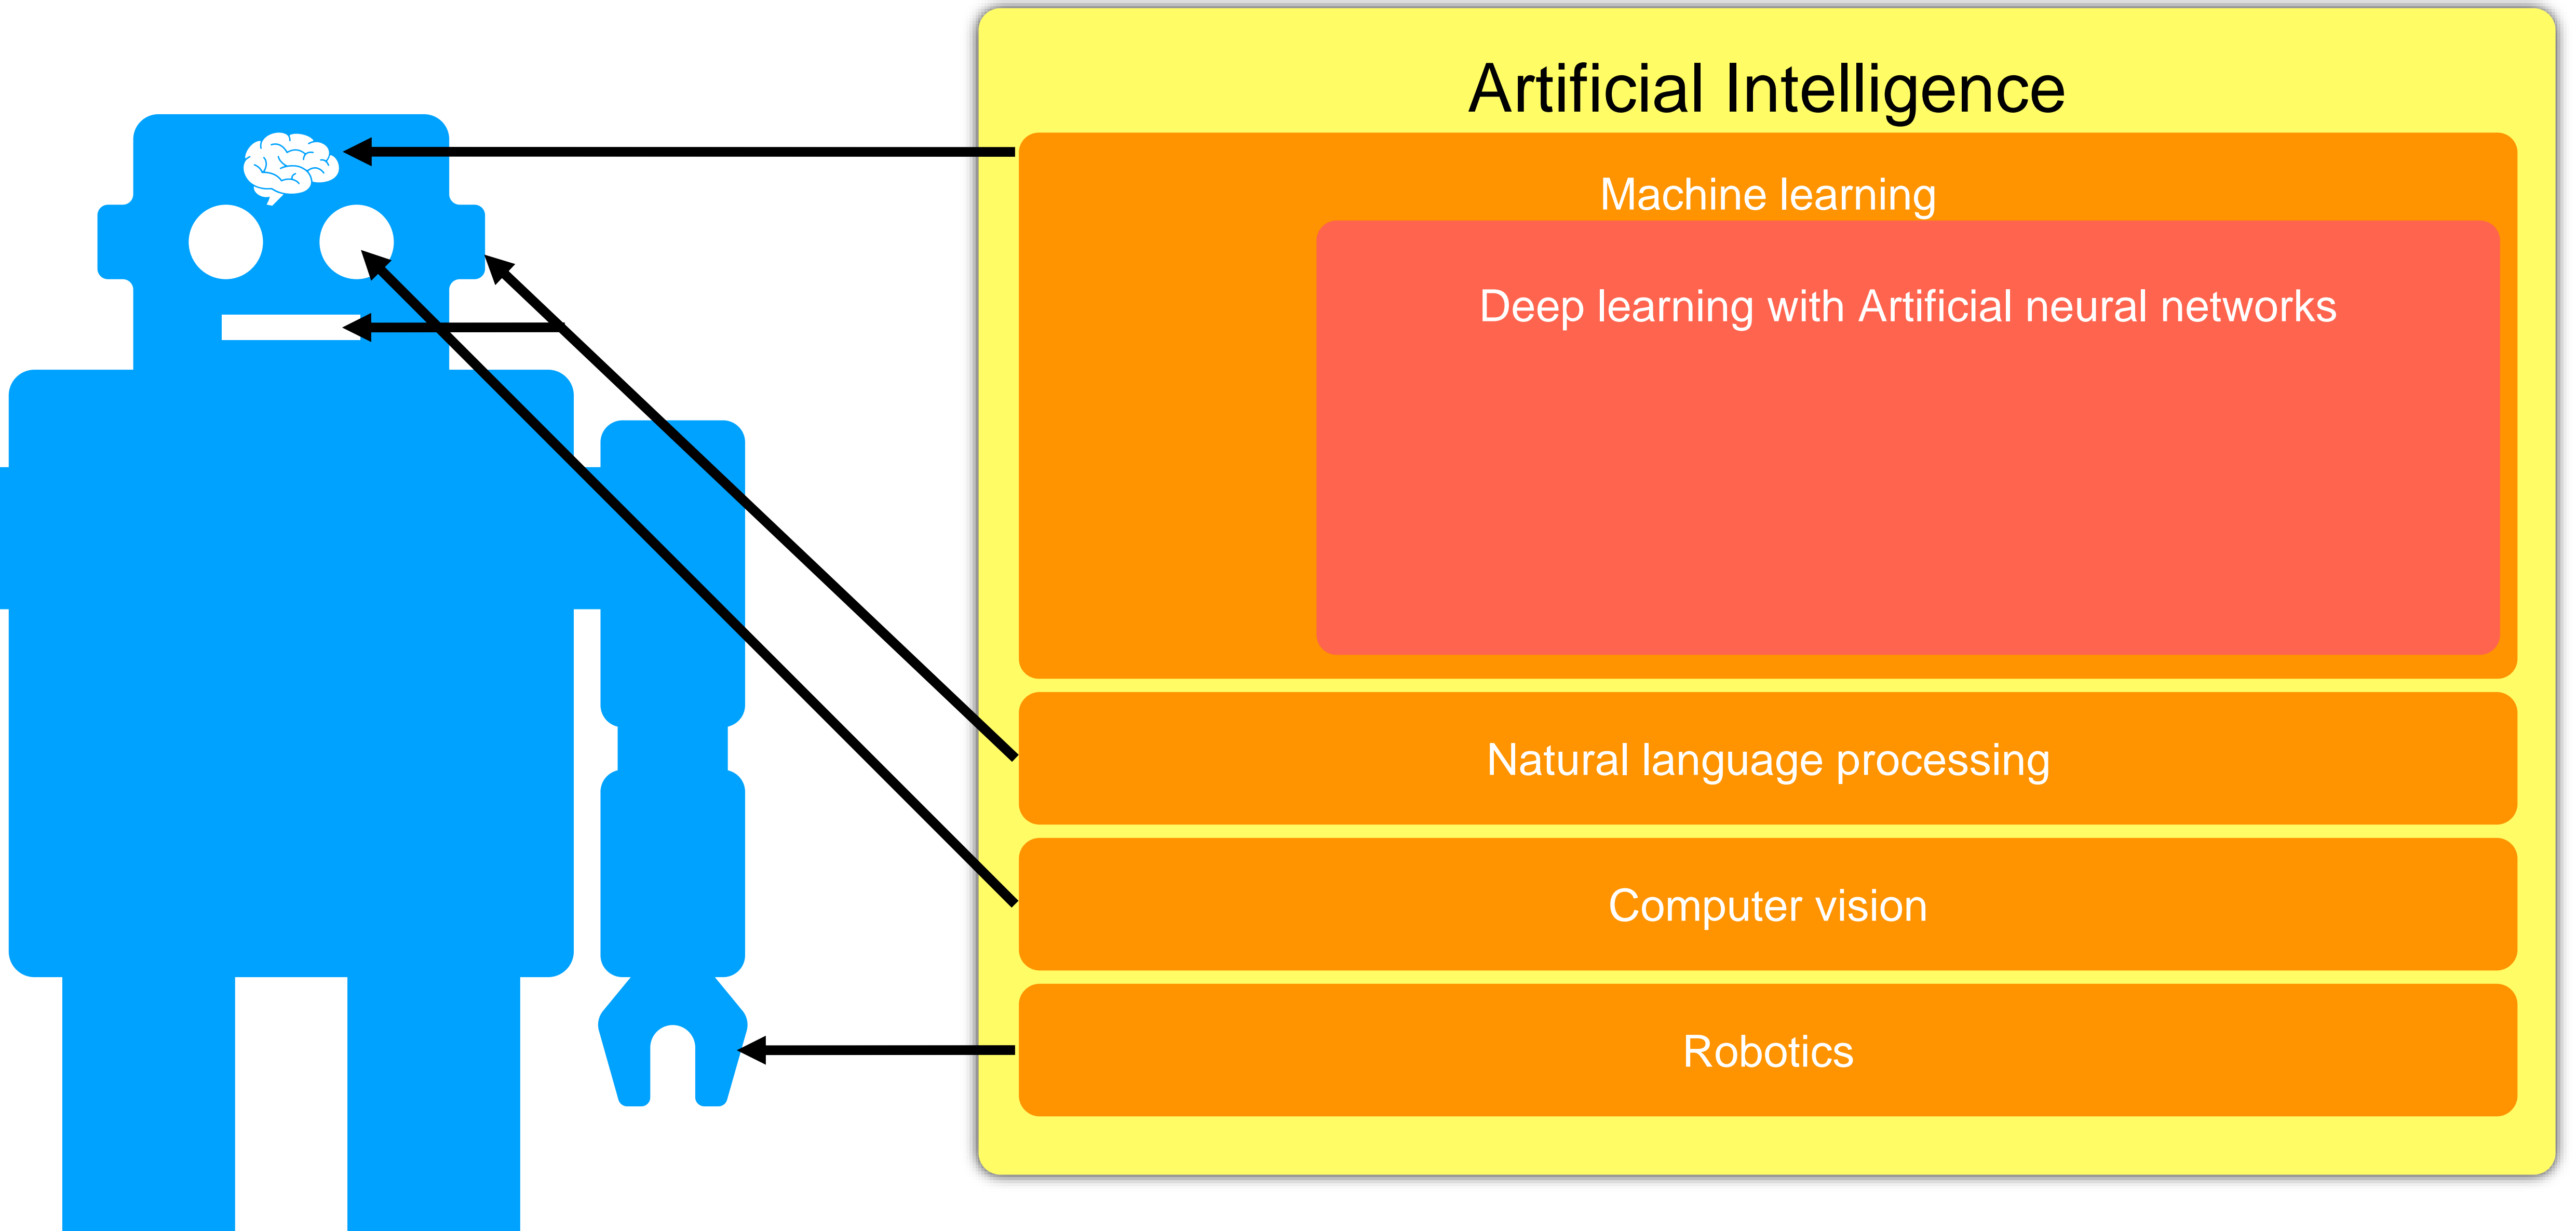 Artificial Intelligence
Machine learning
Deep learning with Artificial neural networks
Natural language processing
Computer vision
Robotics